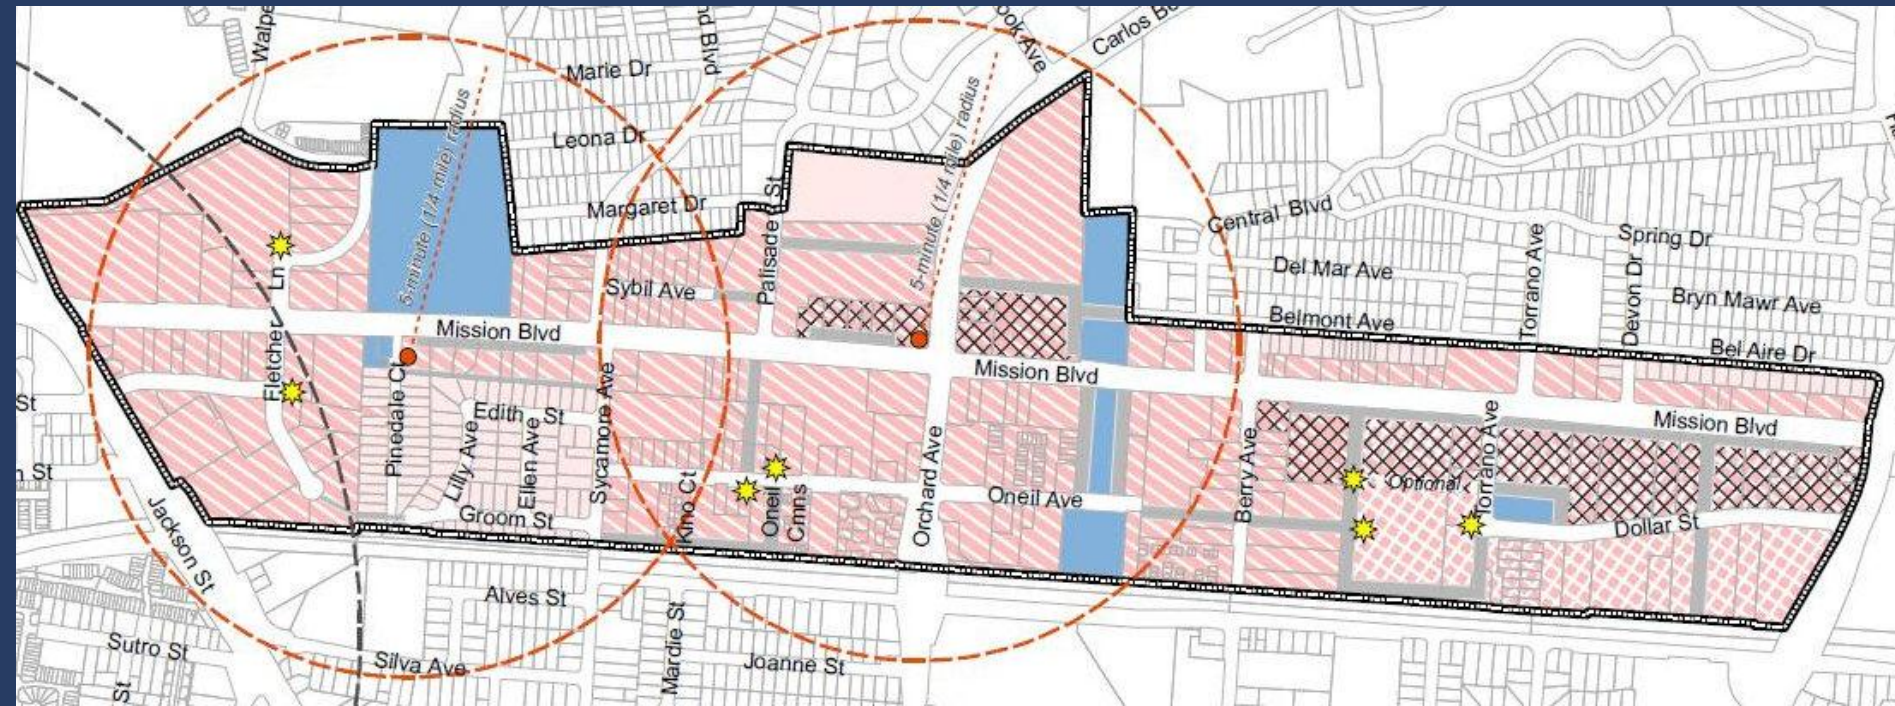 Carlos
Marie Dr
Leona Dr
Margaret Dr
5-minute (1/4 mile) radius
5-minute (1/4 mile) radius
Palisade St
Central Blvd
Spring Dr
Del Mar Ave
Torrano Ave
Devon Dr
Bryn Mawr Ave
Sybil Ave
Belmont Ave
Bel Aire Dr
Fletcher Ln
Mission Blvd
Mission Blvd
Mission Blvd
Pinedale Ct
Edith St
Lilly Ave
Ellen Ave
Sycamore Ave
Groom St
Kino Ct
Oneil Cmns
Orchard Ave
Oneil Ave
Berry Ave
Optional
Torrano Ave
Dollar St
St
St
Jackson St
Alves St
Mardie St
Sutro St
Silva Ave
Joanne St
St
Blvd
Ave